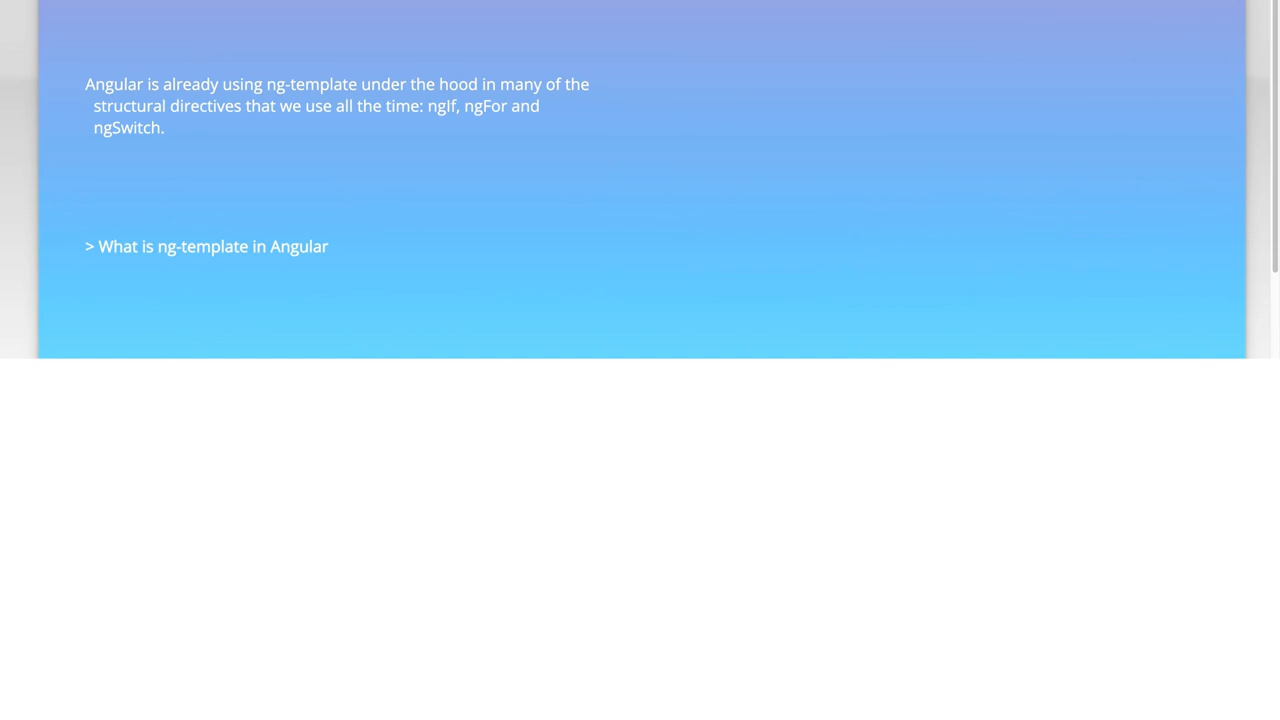 Angular is already using ng-template under the hood in many of the
structural directives that we use all the time: ngIf, ngFor and
ngSwitch.
> What is ng-template in Angular